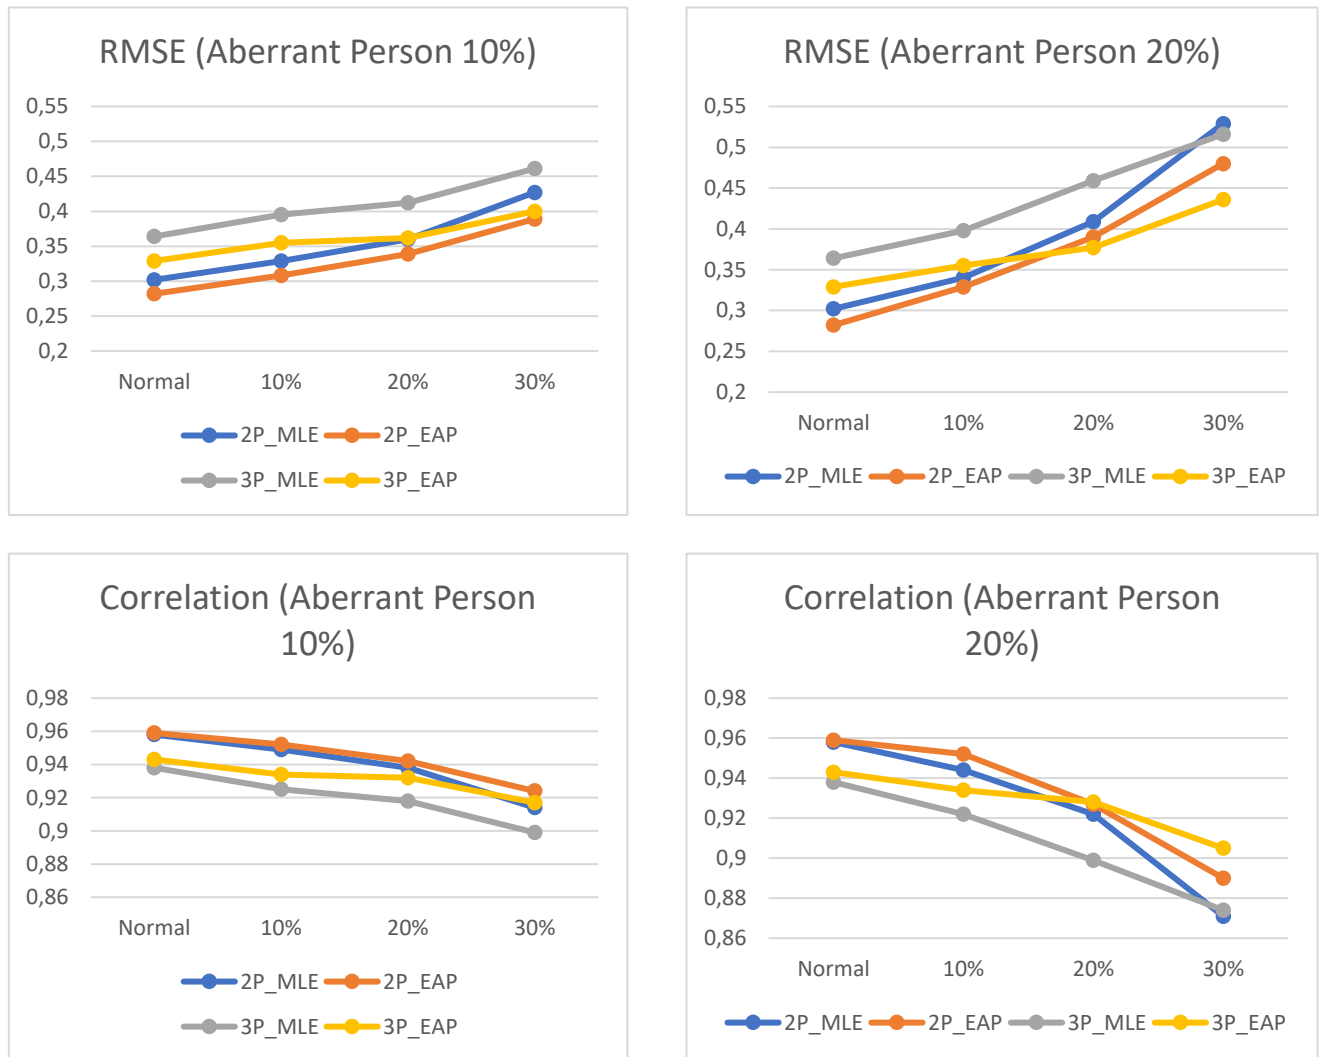 RMSE (Aberrant Person 10%)
0,55
0,5
0,45
0,4
0,35
0,3
0,25
0,2
Normal 10% 20% 30%
2P_MLE 2P_EAP
3P_MLE 3P_EAP
RMSE (Aberrant Person 20%)
0,55
0,5
0,45
0,4
0,35
0,3
0,25
0,2
Normal 10% 20% 30%
2P_MLE 2P_EAP 3P_MLE 3P_EAP
Correlation (Aberrant Person
10%)
0,98
0,96
0,94
0,92
0,9
0,88
0,86
Normal 10% 20% 30%
2P_MLE 2P_EAP
3P_MLE 3P_EAP
Correlation (Aberrant Person
20%)
0,98
0,96
0,94
0,92
0,9
0,88
0,86
Normal 10% 20% 30%
2P_MLE 2P_EAP 3P_MLE 3P_EAP